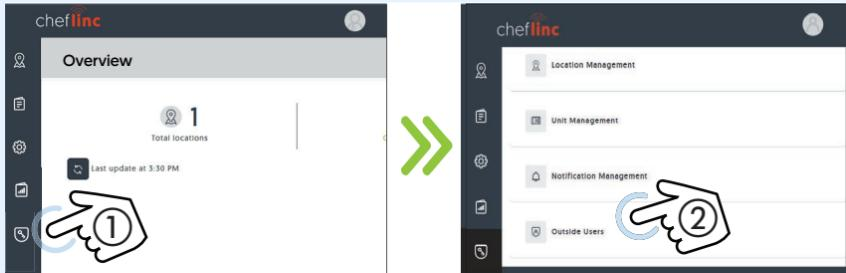 cheflinc
Overview
1
Total locations
Last update at 3:30 PM
1
cheflinc
Location Management
Unit Management
Notification Management
2
Outside Users